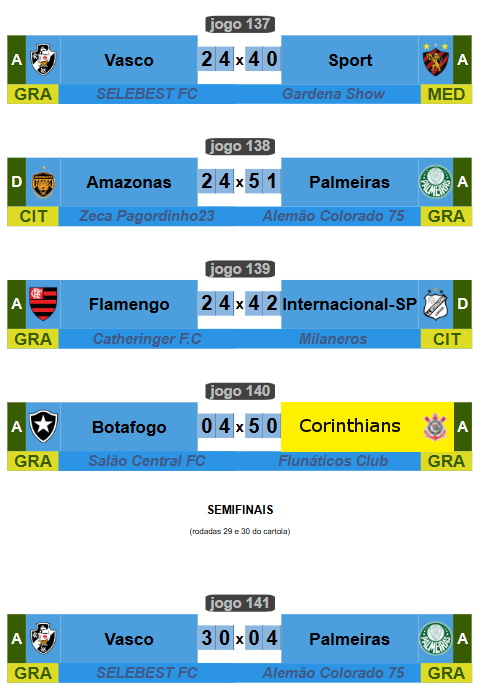 jogo 137
A Vasco 2 4 x 4 0 Sport A
GRA SELEBEST FC Gardena Show MED
jogo 138
D Amazonas 2 4 x 5 1 Palmeiras A
CIT Zeca Pagordinho23 Alemão Colorado 75 GRA
jogo 139
A Flamengo 2 4 x 4 2 Internacional-SP D
GRA Catheringer F.C Milaneros CIT
jogo 140
A Botafogo 0 4 x 5 0 Corinthians A
GRA Salão Central FC Flunáticos Club GRA
SEMIFINAIS
(rodadas 29 e 30 do cartola)
jogo 141
A Vasco 3 0 x 0 4 Palmeiras A
GRA SELEBEST FC Alemão Colorado 75 GRA